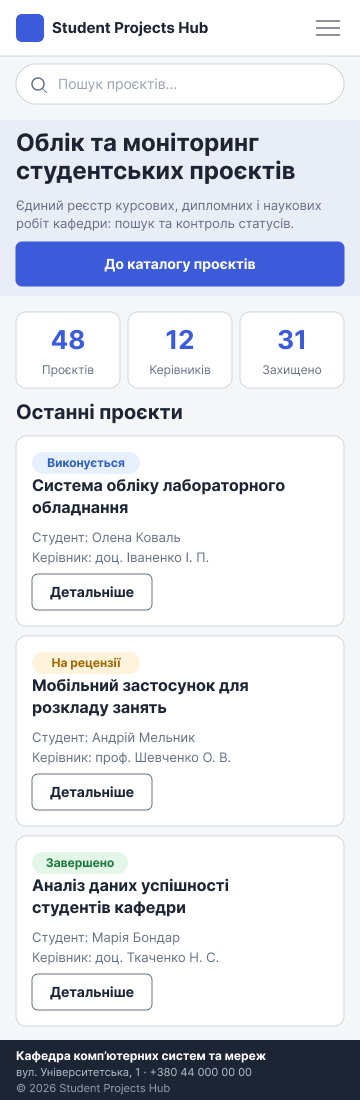 Student Projects Hub
Пошук проєктів...
Облік та моніторинг
студентських проєктів
Єдиний реєстр курсових, дипломних і наукових
робіт кафедри: пошук та контроль статусів.
До каталогу проєктів
48
12
31
Проєктів
Керівників
Захищено
Останні проєкти
Виконується
Система обліку лабораторного
обладнання
Студент: Олена Коваль
Керівник: доц. Іваненко І. П.
Детальніше
На рецензії
Мобільний застосунок для
розкладу занять
Студент: Андрій Мельник
Керівник: проф. Шевченко О. В.
Детальніше
Завершено
Аналіз даних успішності
студентів кафедри
Студент: Марія Бондар
Керівник: доц. Ткаченко Н. С.
Детальніше
Кафедра комп'ютерних систем та мереж
вул. Університетська, 1 · +380 44 000 00 00
© 2026 Student Projects Hub